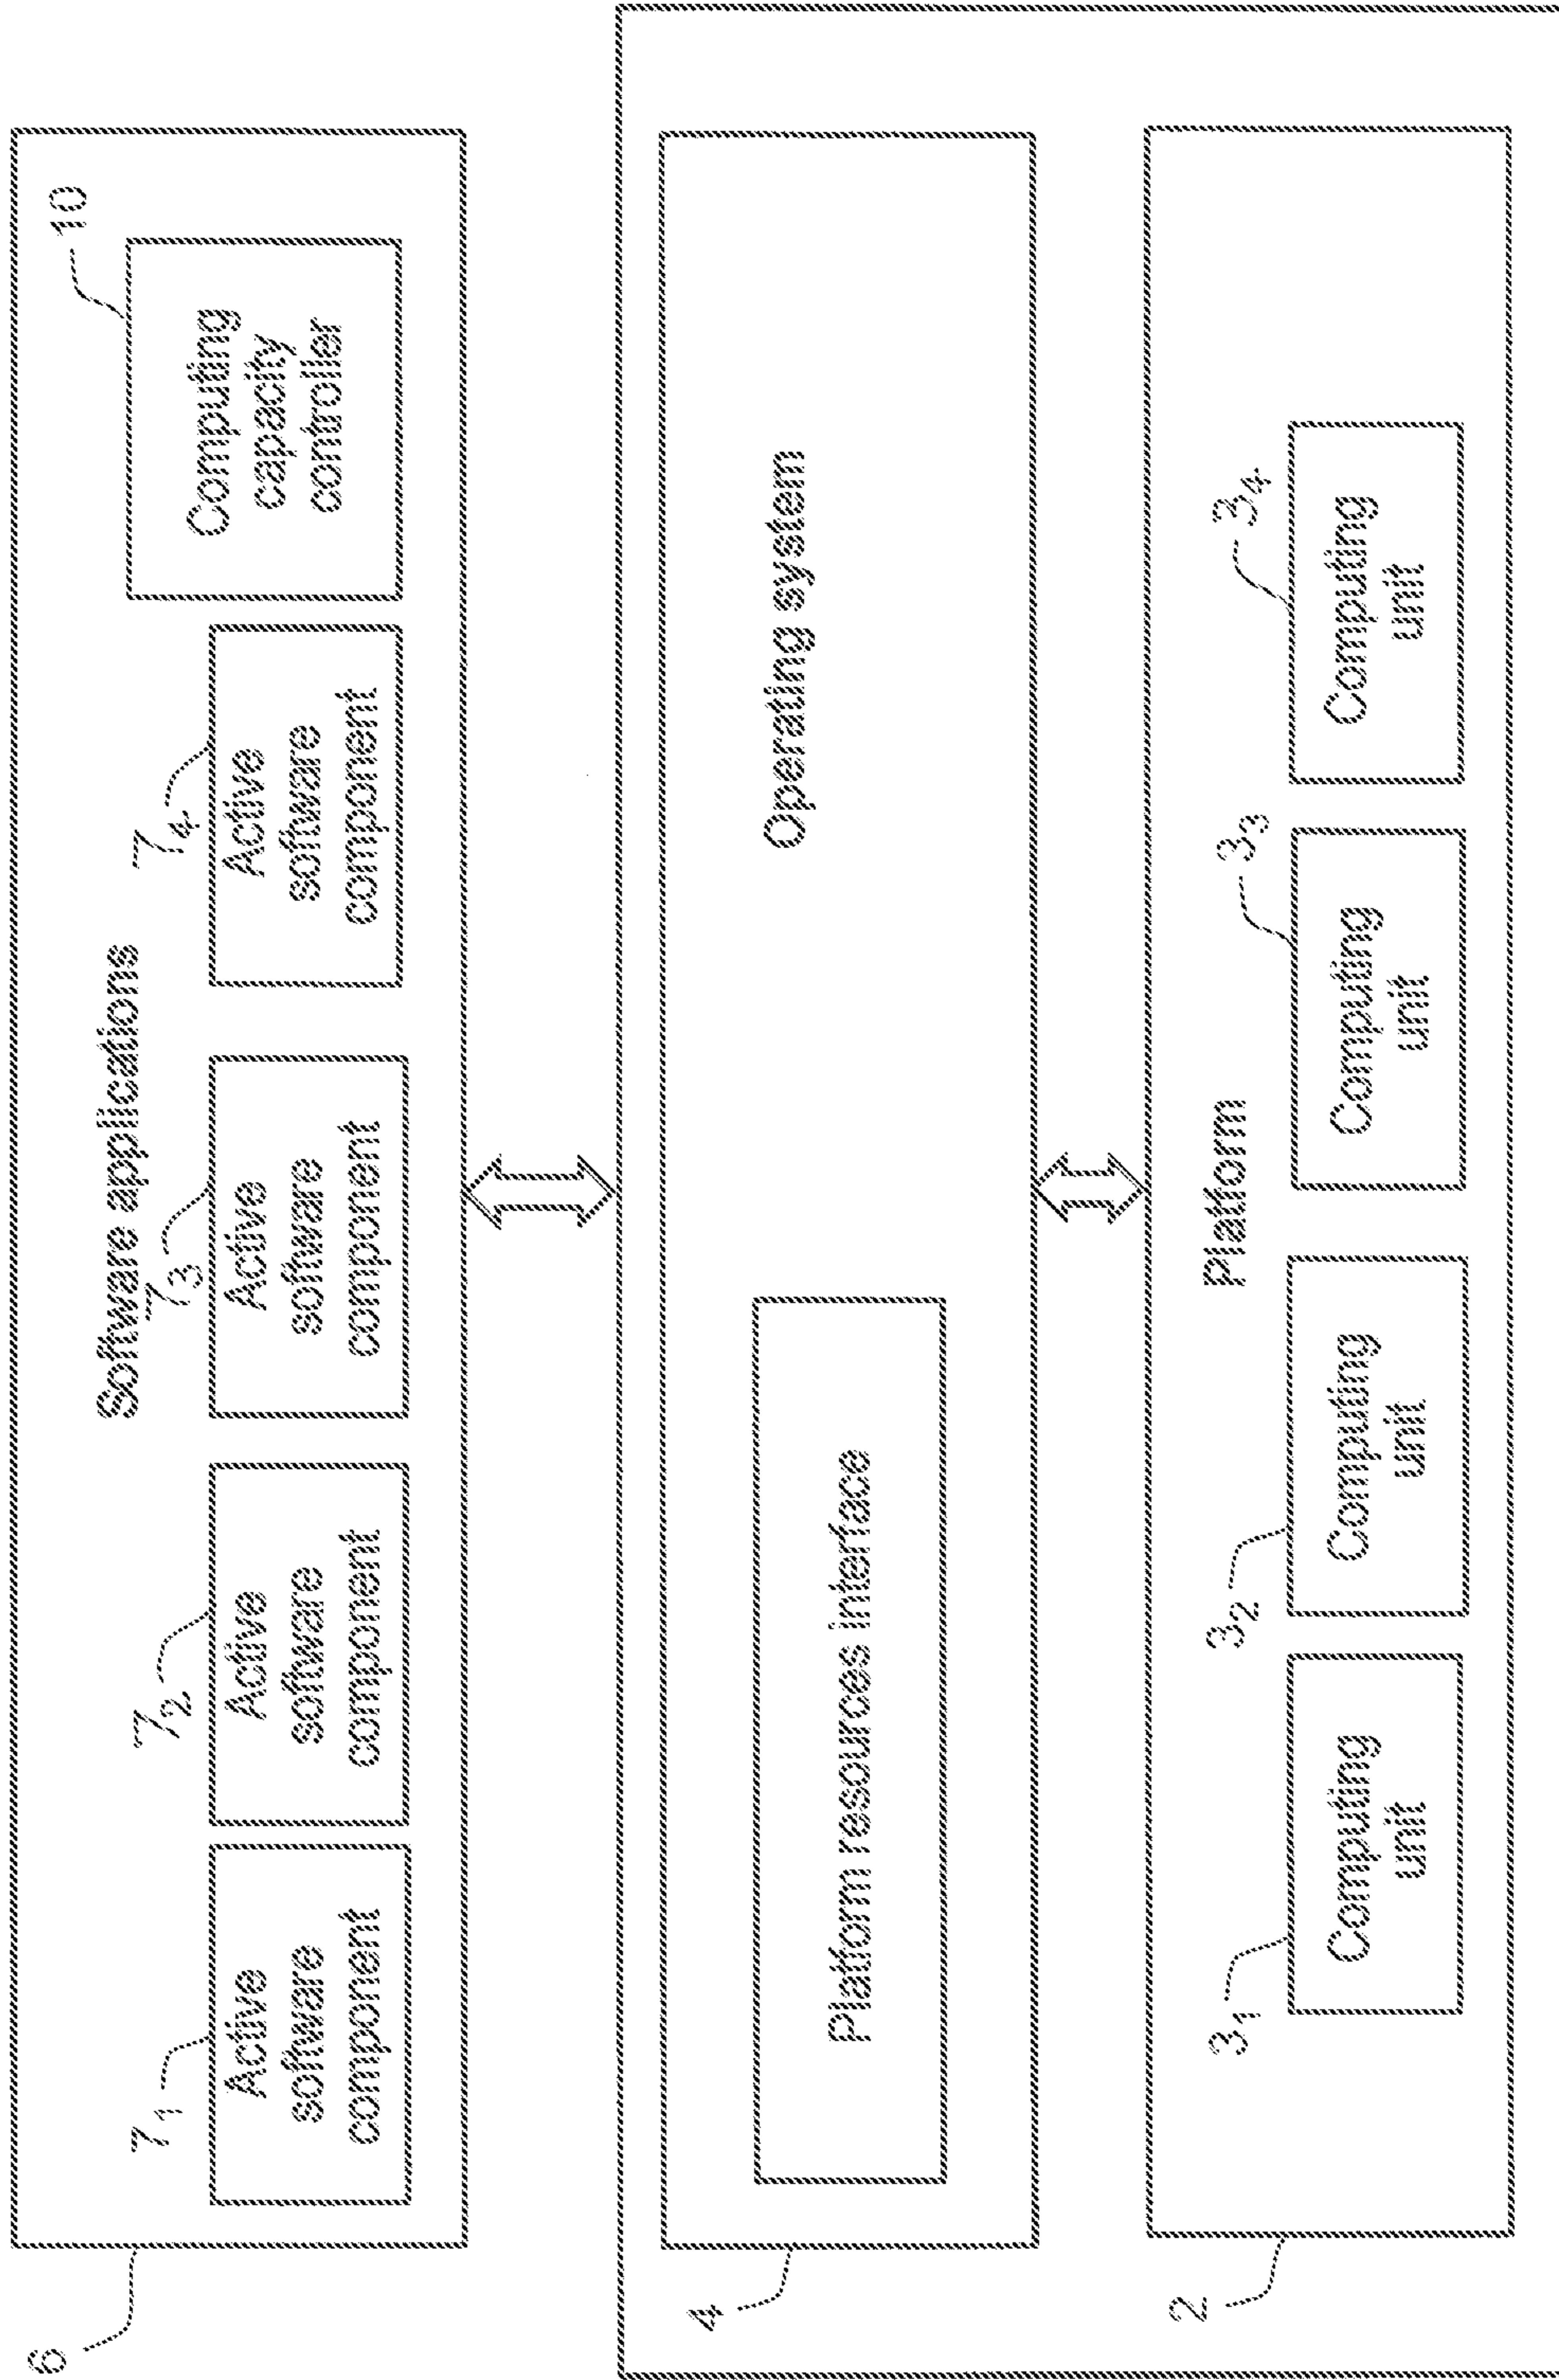 6
Software applications
7₁
7₂
7₃
7₄
10
Active
software
component
Active
software
component
Active
software
component
Active
software
component
Computing
capacity
controller
4
Platform resources interface
Operating system
2
Platform
3₁
3₂
3₃
3₄
Computing
unit
Computing
unit
Computing
unit
Computing
unit